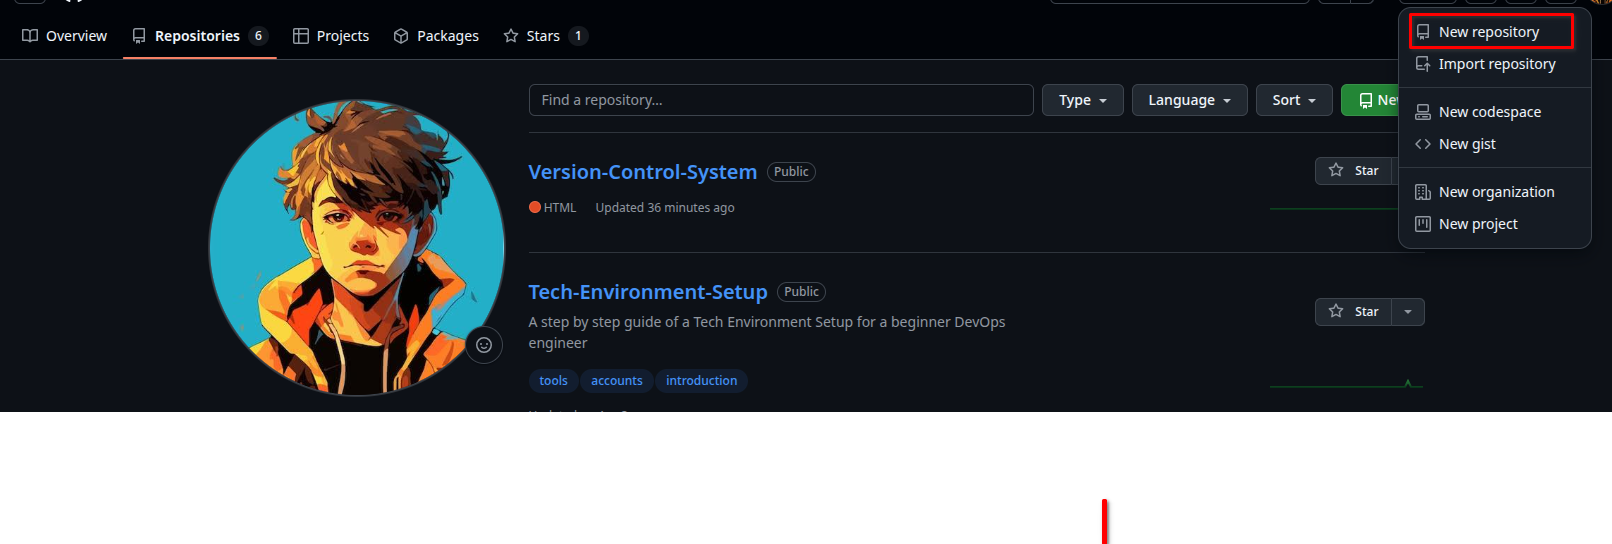 Overview Repositories 6 Projects Packages Stars 1
New repository
Import repository
New codespace
New gist
New organization
New project
Find a repository... Type Language Sort
Version-Control-System Public Star
HTML Updated 36 minutes ago
Tech-Environment-Setup Public Star
A step by step guide of a Tech Environment Setup for a beginner DevOps
engineer
tools accounts introduction